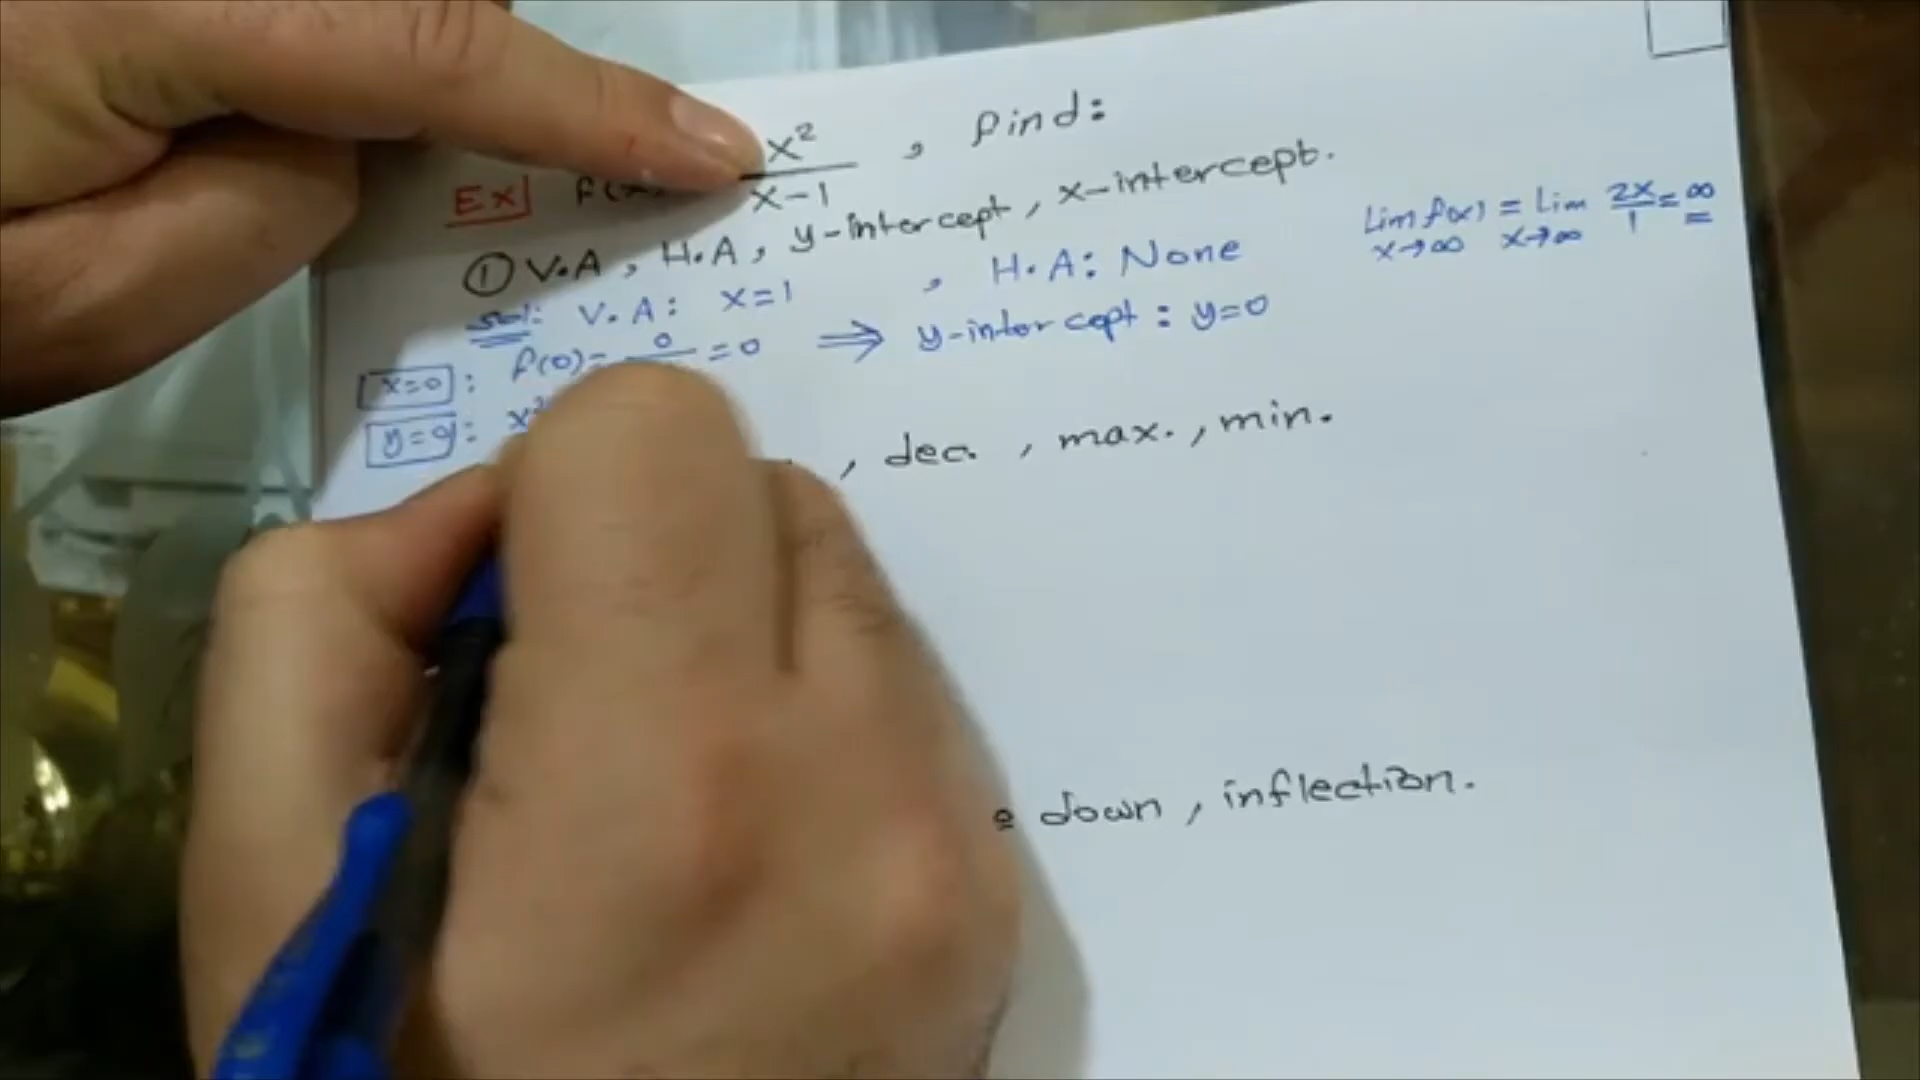 Ex f(x x² / x-1 , find:
① V.A , H.A , y-intercept , x-intercept.
Sol: V.A: x=1 , H.A: None
Lim f(x) = Lim 2x/1 = ∞
x→∞ x→∞
x=0 : f(0)= 0 = 0 ⟹ y-intercept : y=0
y=0 : x²
, dec. , max. , min.
down , inflection.